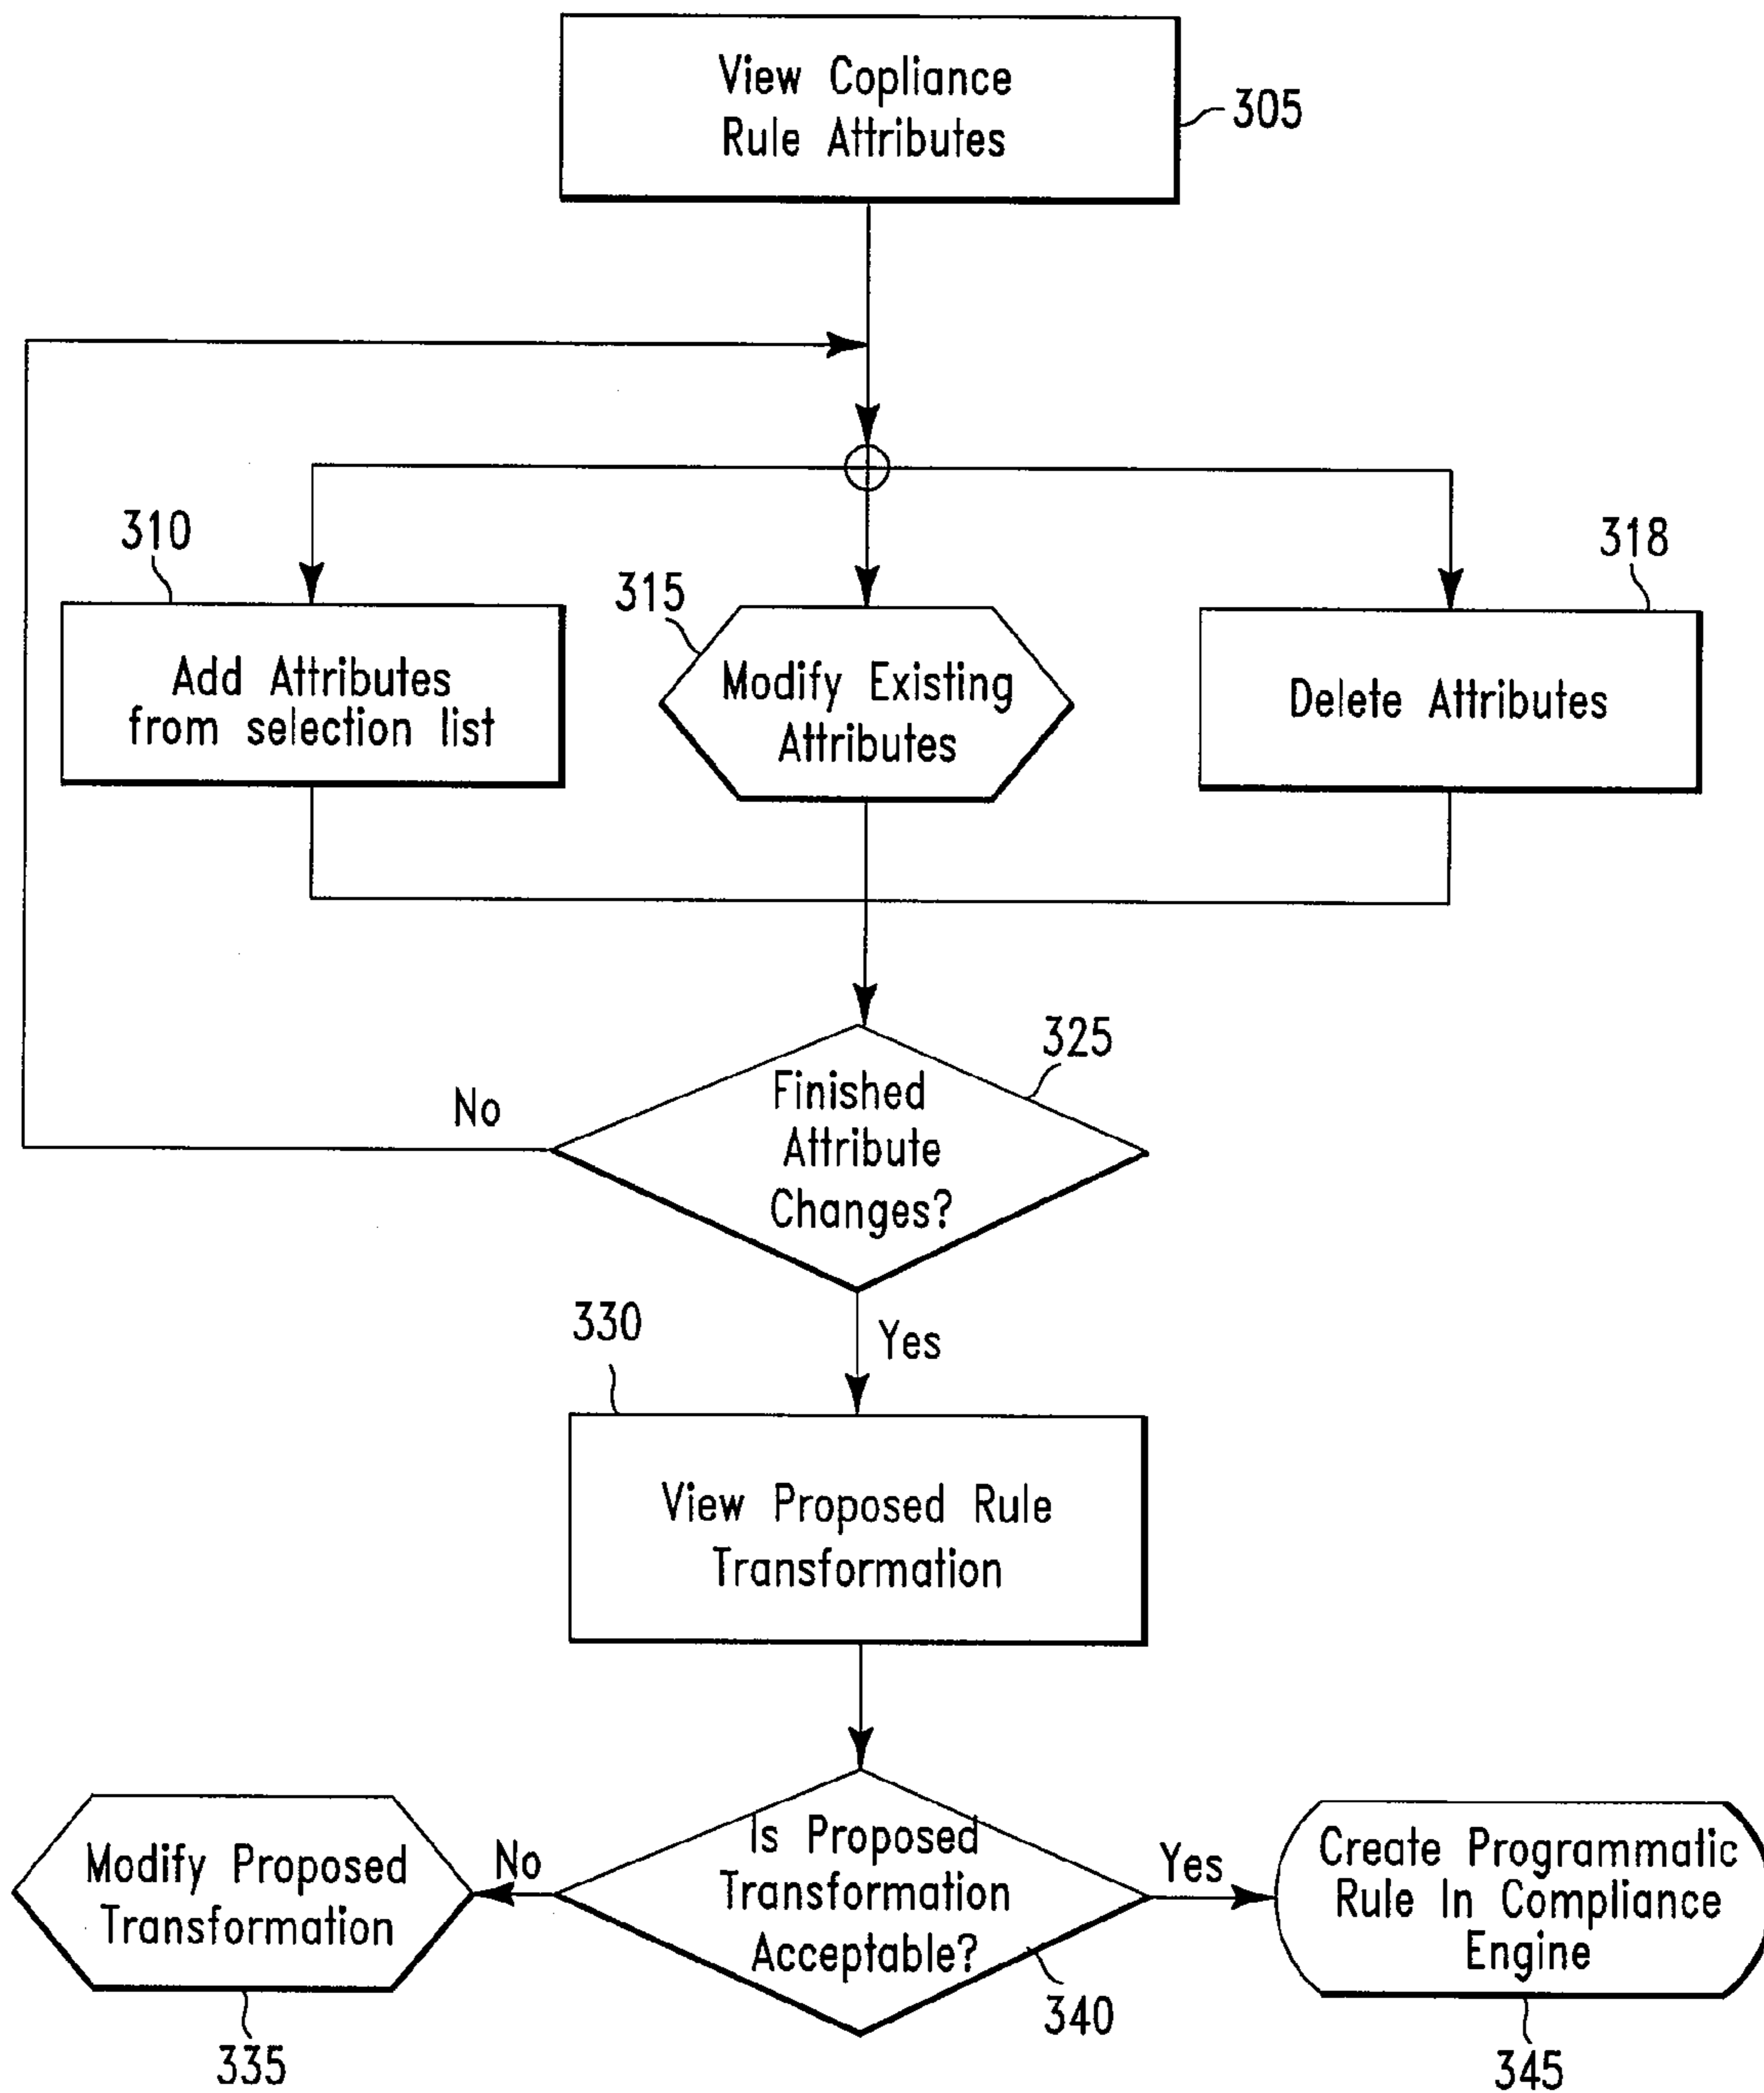 View Copliance
Rule Attributes
305
310
Add Attributes
from selection list
315
Modify Existing
Attributes
318
Delete Attributes
325
Finished
Attribute
Changes?
No
Yes
330
View Proposed Rule
Transformation
Is Proposed
Transformation
Acceptable?
340
No
Modify Proposed
Transformation
335
Yes
Create Programmatic
Rule In Compliance
Engine
345